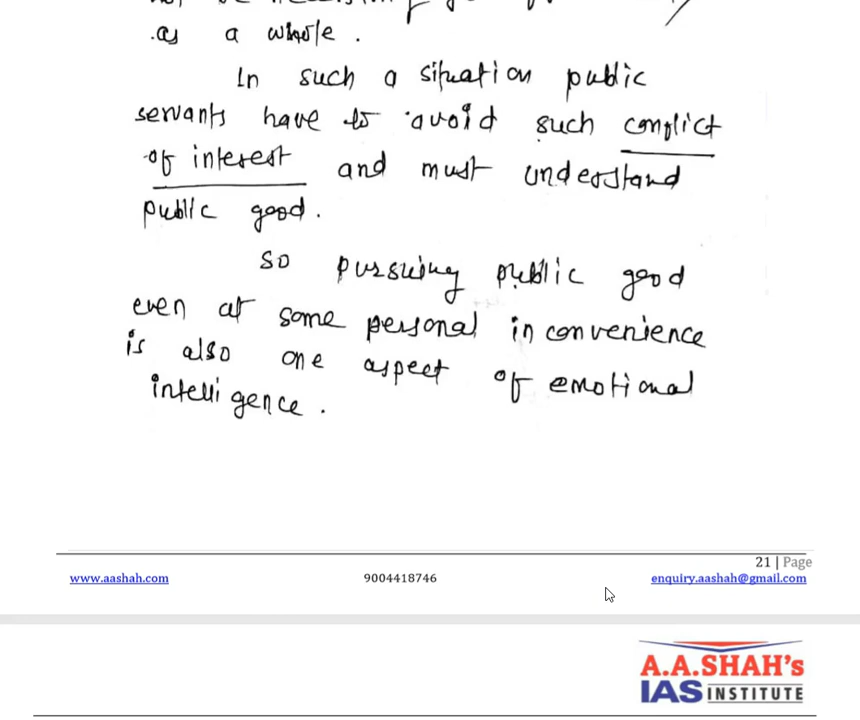 as a whole.
In such a situation public
servants have to avoid such conflict
of interest and must understand
public good.
So pursuing public good
even at some personal inconvenience
is also one aspect of emotional
intelligence.
21 | Page
www.aashah.com 9004418746 enquiry.aashah@gmail.com
A.A.SHAH's
IAS INSTITUTE